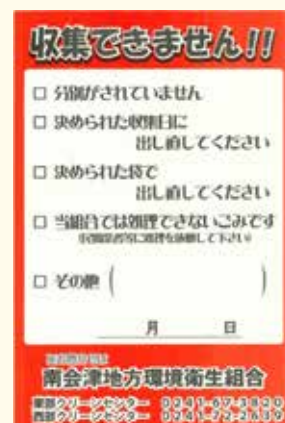 収集できません!!
□ 分別がされていません
□ 決められた収集日に
出し直してください
□ 決められた袋で
出し直してください
□ 当組合では処理できないごみです
□ その他（　　　）
月　　日
南会津地方環境衛生組合
東部クリーンセンター 0241-67-3820
西部クリーンセンター 0241-72-2639